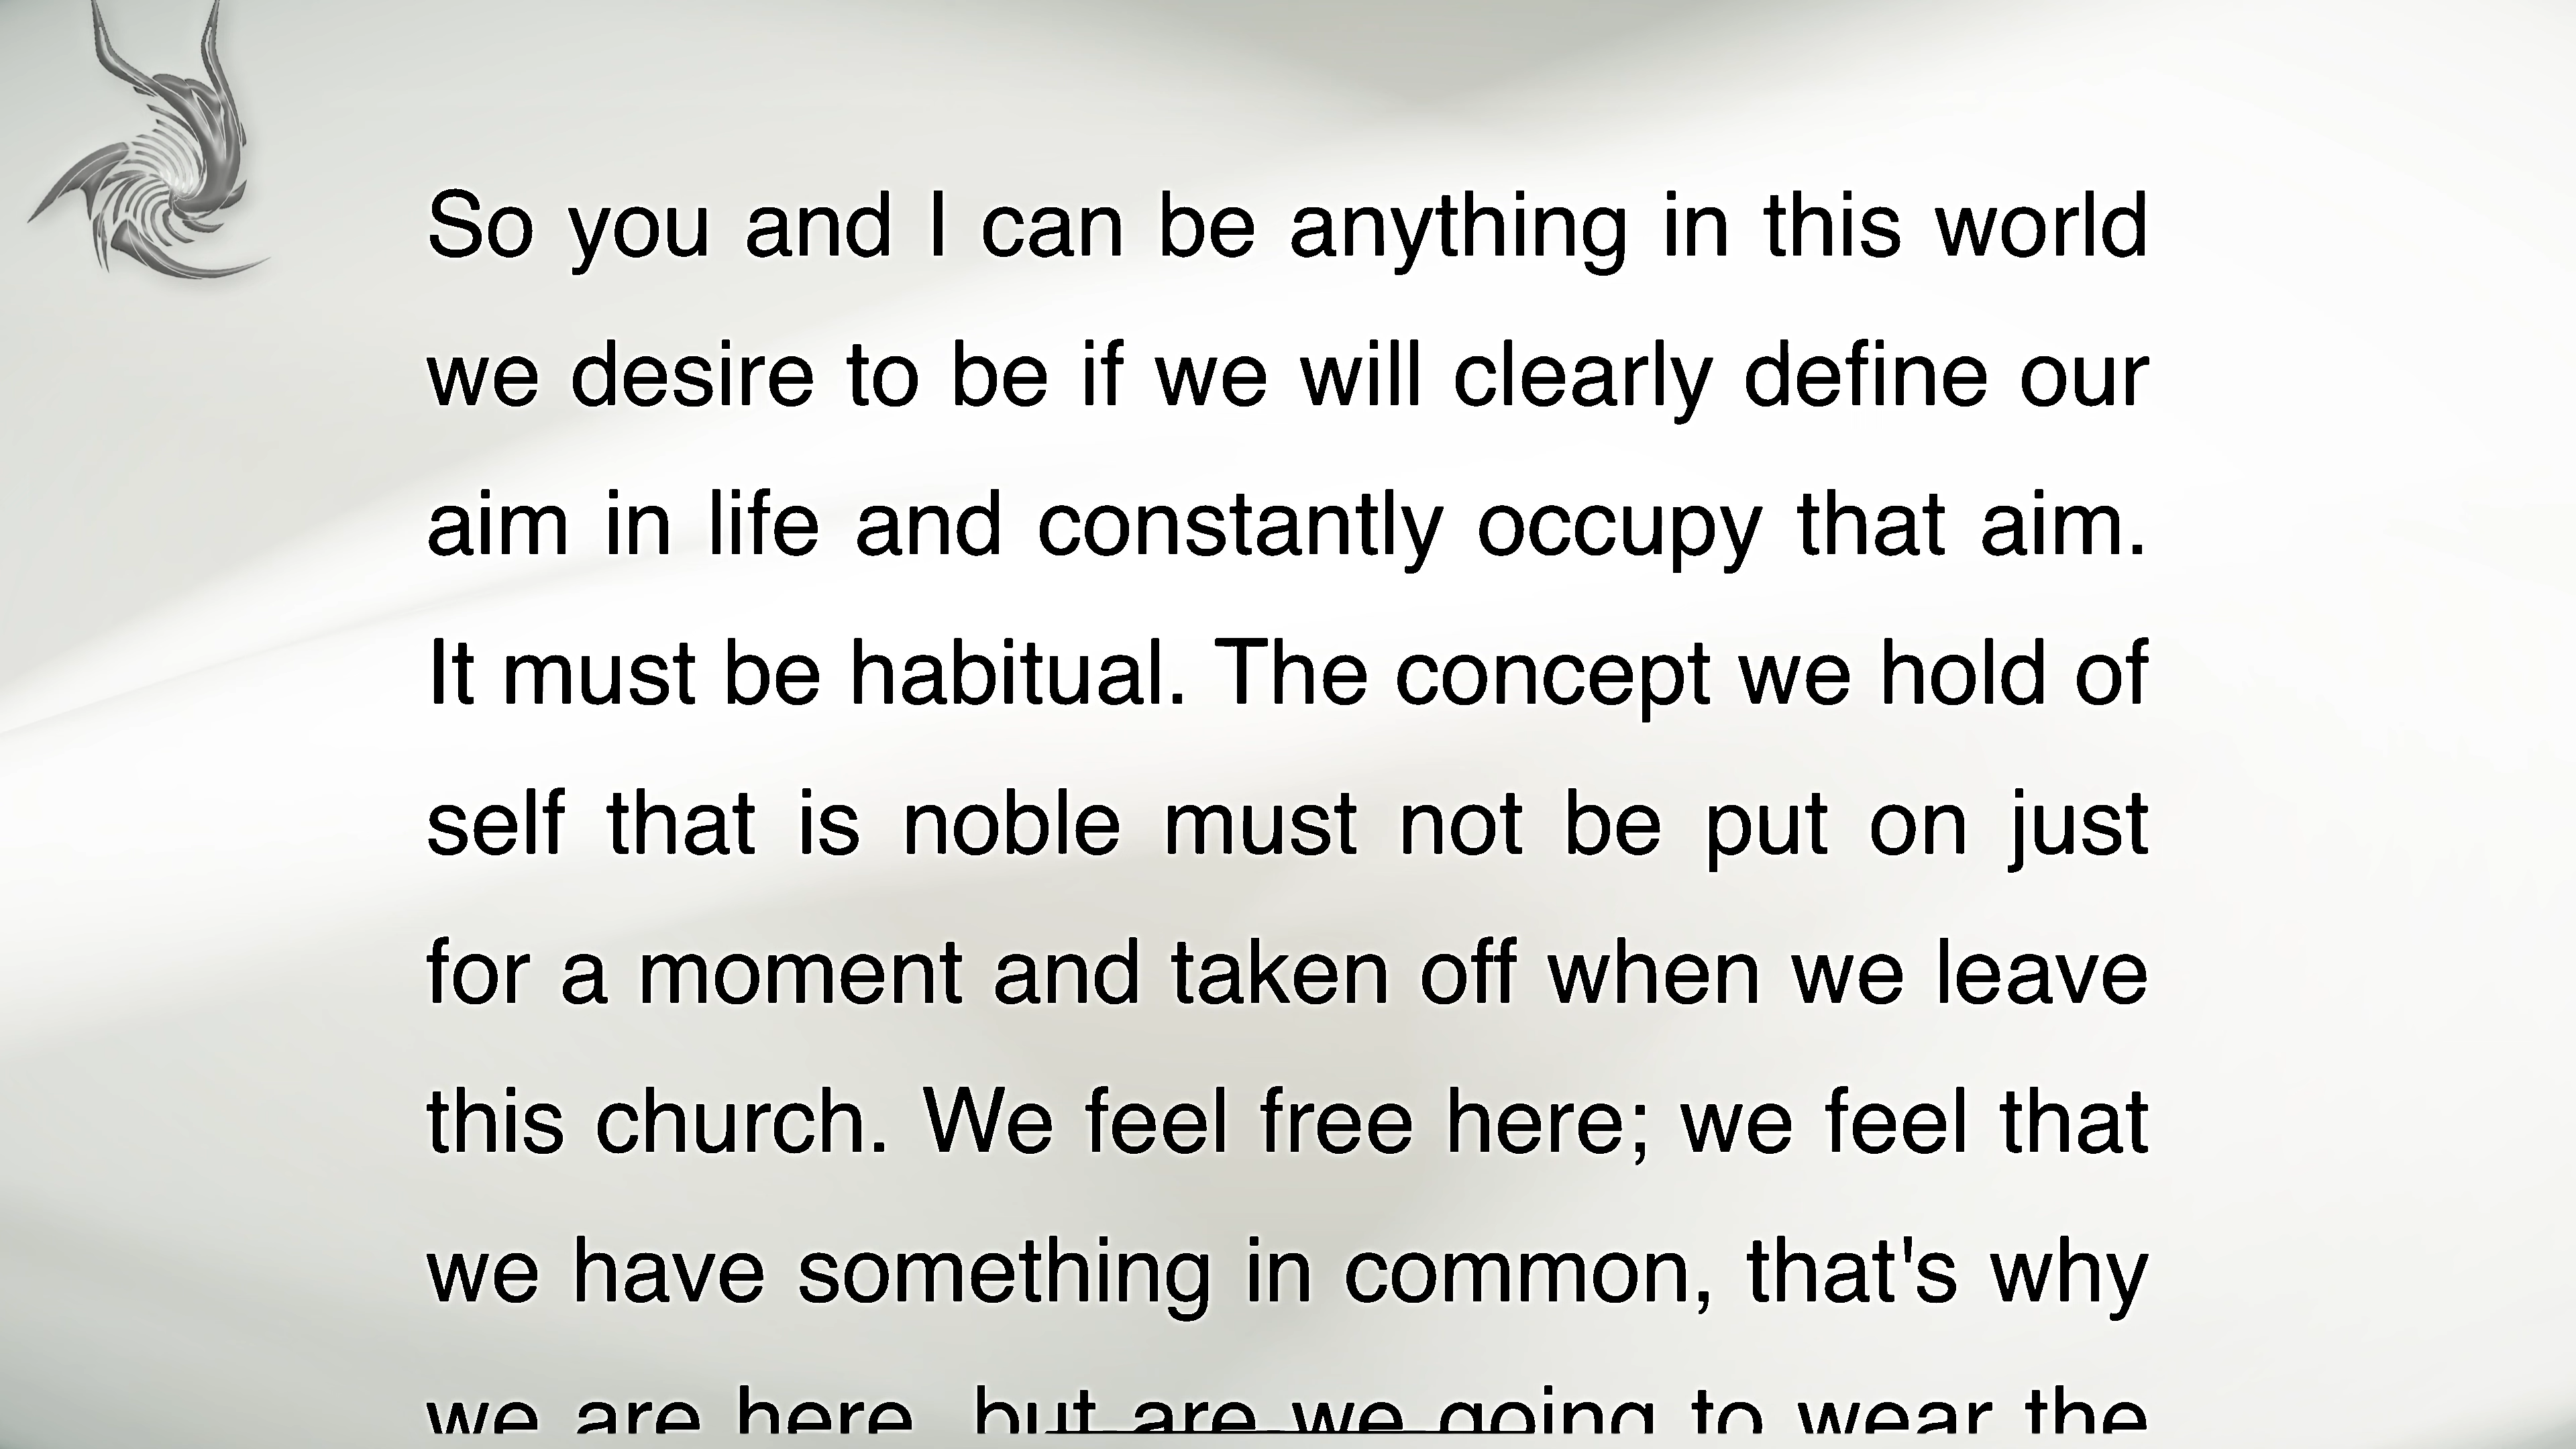 So you and I can be anything in this world
we desire to be if we will clearly define our
aim in life and constantly occupy that aim.
It must be habitual. The concept we hold of
self that is noble must not be put on just
for a moment and taken off when we leave
this church. We feel free here; we feel that
we have something in common, that's why
we are here, but are we going to wear the